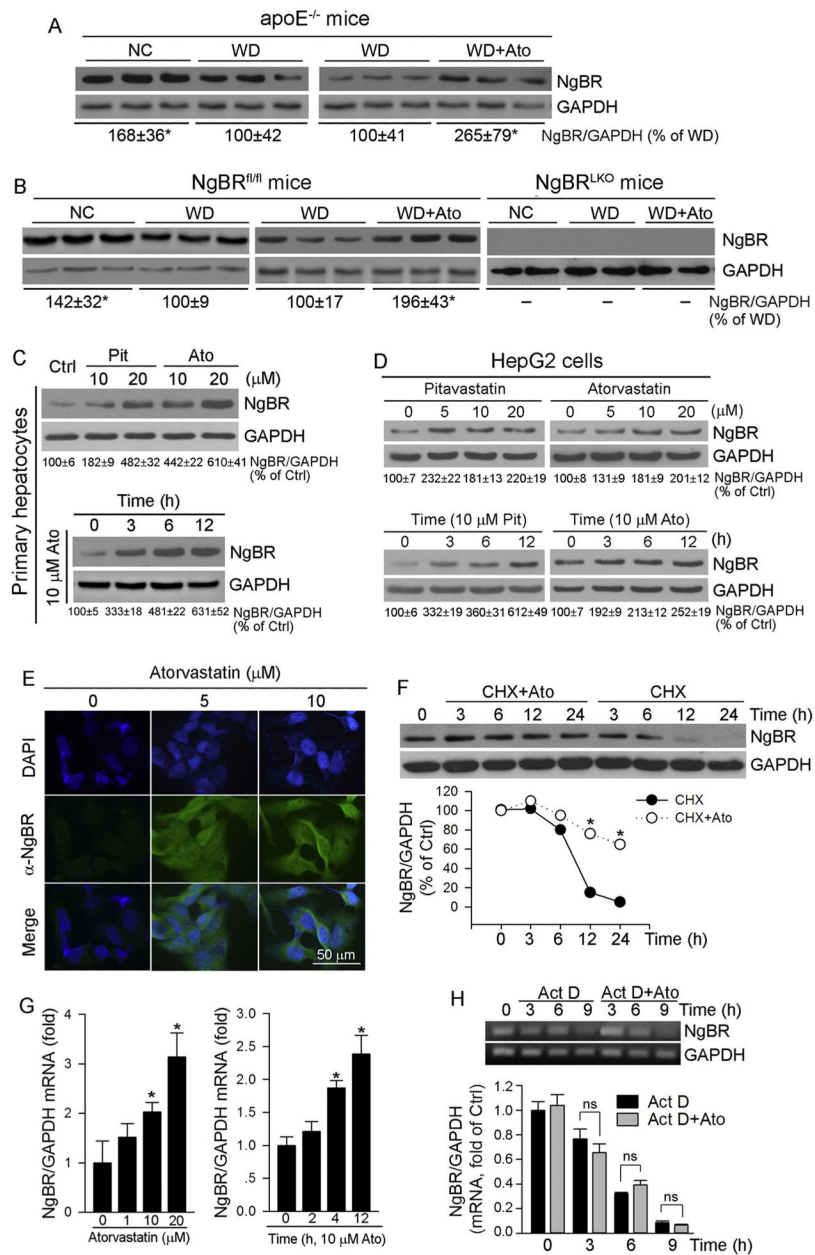 A
apoE-/- mice
NC WD WD WD+Ato
NgBR
GAPDH
168±36* 100±42 100±41 265±79* NgBR/GAPDH (% of WD)
B
NgBRfl/fl mice NgBRLKO mice
NC WD WD WD+Ato NC WD WD+Ato
NgBR
GAPDH
142±32* 100±9 100±17 196±43* – – – NgBR/GAPDH
(% of WD)
C
Primary hepatocytes
Ctrl Pit Ato
10 20 10 20 (μM)
NgBR
GAPDH
100±6 182±9 482±32 442±22 610±41 NgBR/GAPDH
(% of Ctrl)
10 μM Ato
Time (h)
0 3 6 12
NgBR
GAPDH
100±5 333±18 481±22 631±52 NgBR/GAPDH
(% of Ctrl)
D
HepG2 cells
Pitavastatin Atorvastatin
0 5 10 20 0 5 10 20 (μM)
NgBR
GAPDH
100±7 232±22 181±13 220±19 100±8 131±9 181±9 201±12 NgBR/GAPDH
(% of Ctrl)
Time (10 μM Pit) Time (10 μM Ato)
0 3 6 12 0 3 6 12 (h)
NgBR
GAPDH
100±6 332±19 360±31 612±49 100±7 192±9 213±12 252±19 NgBR/GAPDH
(% of Ctrl)
E
Atorvastatin (μM)
0 5 10
DAPI
α-NgBR
Merge
50 μm
F
CHX+Ato CHX
0 3 6 12 24 3 6 12 24 Time (h)
NgBR
GAPDH
NgBR/GAPDH
(% of Ctrl)
120
100
80
60
40
20
0
CHX
CHX+Ato
* *
0 3 6 12 24 Time (h)
G
NgBR/GAPDH mRNA (fold)
4
3
2
1
0
* *
0 1 10 20
Atorvastatin (μM)
NgBR/GAPDH mRNA (fold)
3.0
2.5
2.0
1.5
1.0
.5
0
* *
0 2 4 12
Time (h, 10 μM Ato)
H
Act D Act D+Ato
0 3 6 9 3 6 9 Time (h)
NgBR
GAPDH
NgBR/GAPDH
(mRNA, fold of Ctrl)
1.2
1.0
0.8
0.6
0.4
0.2
0.0
Act D
Act D+Ato
ns
ns
ns
0 3 6 9 Time (h)